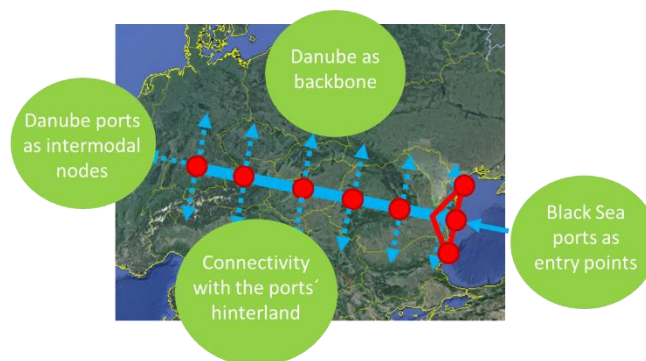 Danube as
backbone
Danube ports
as intermodal
nodes
Black Sea
ports as
entry points
Connectivity
with the ports´
hinterland